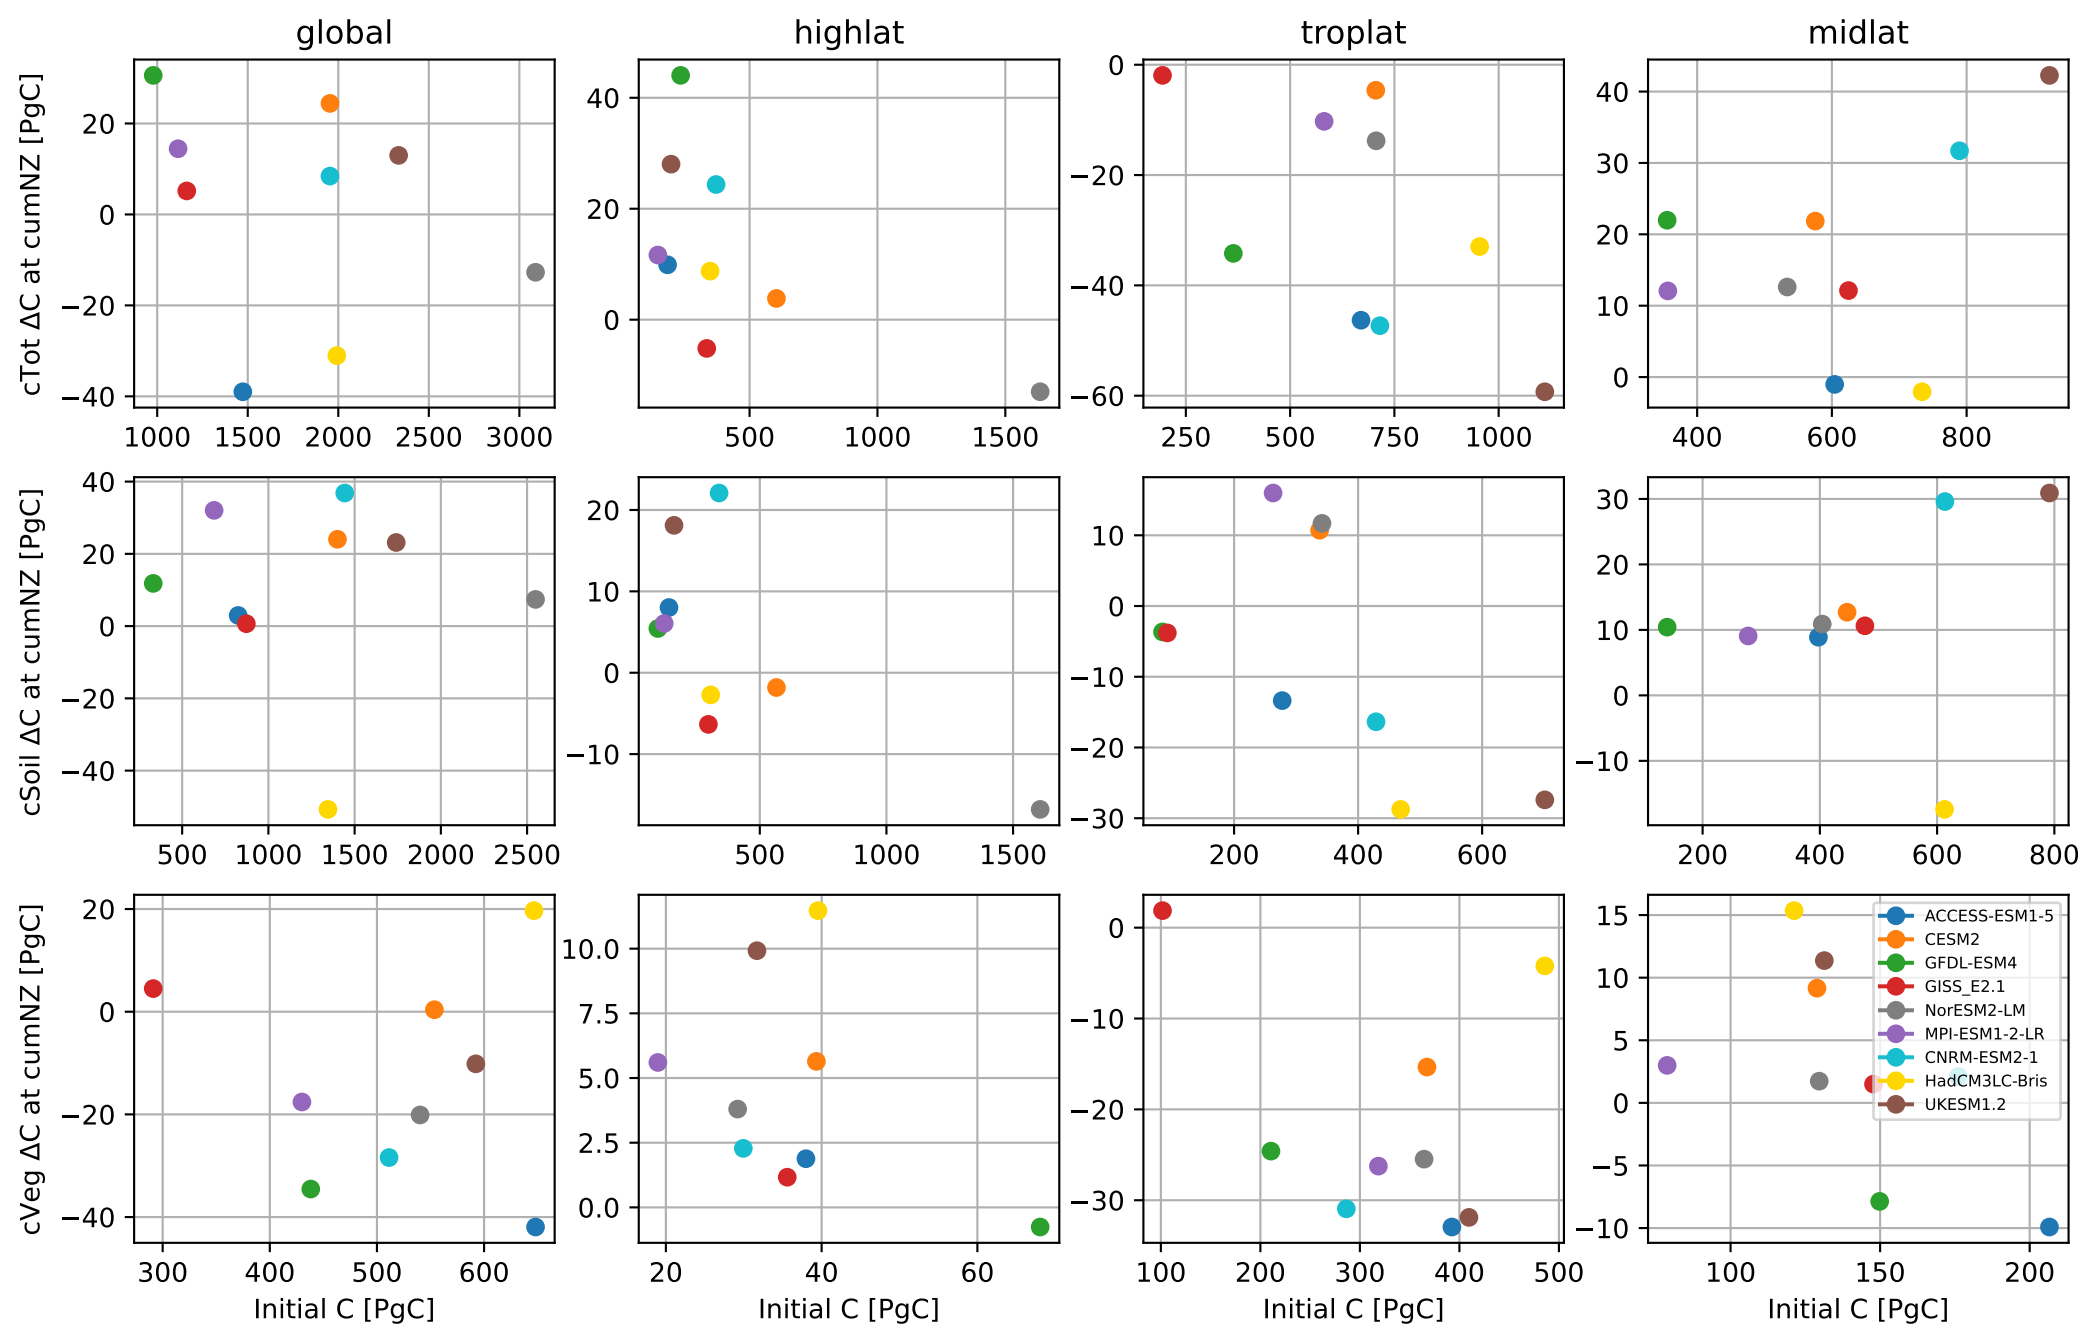 global highlat troplat midlat
cTot ΔC at cumNZ [PgC]
20
0
−20
−40
1000 1500 2000 2500 3000
40
20
0
500 1000 1500
0
−20
−40
−60
250 500 750 1000
40
30
20
10
0
400 600 800
cSoil ΔC at cumNZ [PgC]
40
20
0
−20
−40
500 1000 1500 2000 2500
20
10
0
−10
500 1000 1500
10
0
−10
−20
−30
200 400 600
30
20
10
0
−10
200 400 600 800
cVeg ΔC at cumNZ [PgC]
20
0
−20
−40
300 400 500 600
Initial C [PgC]
10.0
7.5
5.0
2.5
0.0
20 40 60
Initial C [PgC]
0
−10
−20
−30
100 200 300 400 500
Initial C [PgC]
15
10
5
0
−5
−10
100 150 200
Initial C [PgC]
ACCESS-ESM1-5
CESM2
GFDL-ESM4
GISS_E2.1
NorESM2-LM
MPI-ESM1-2-LR
CNRM-ESM2-1
HadCM3LC-Bris
UKESM1.2